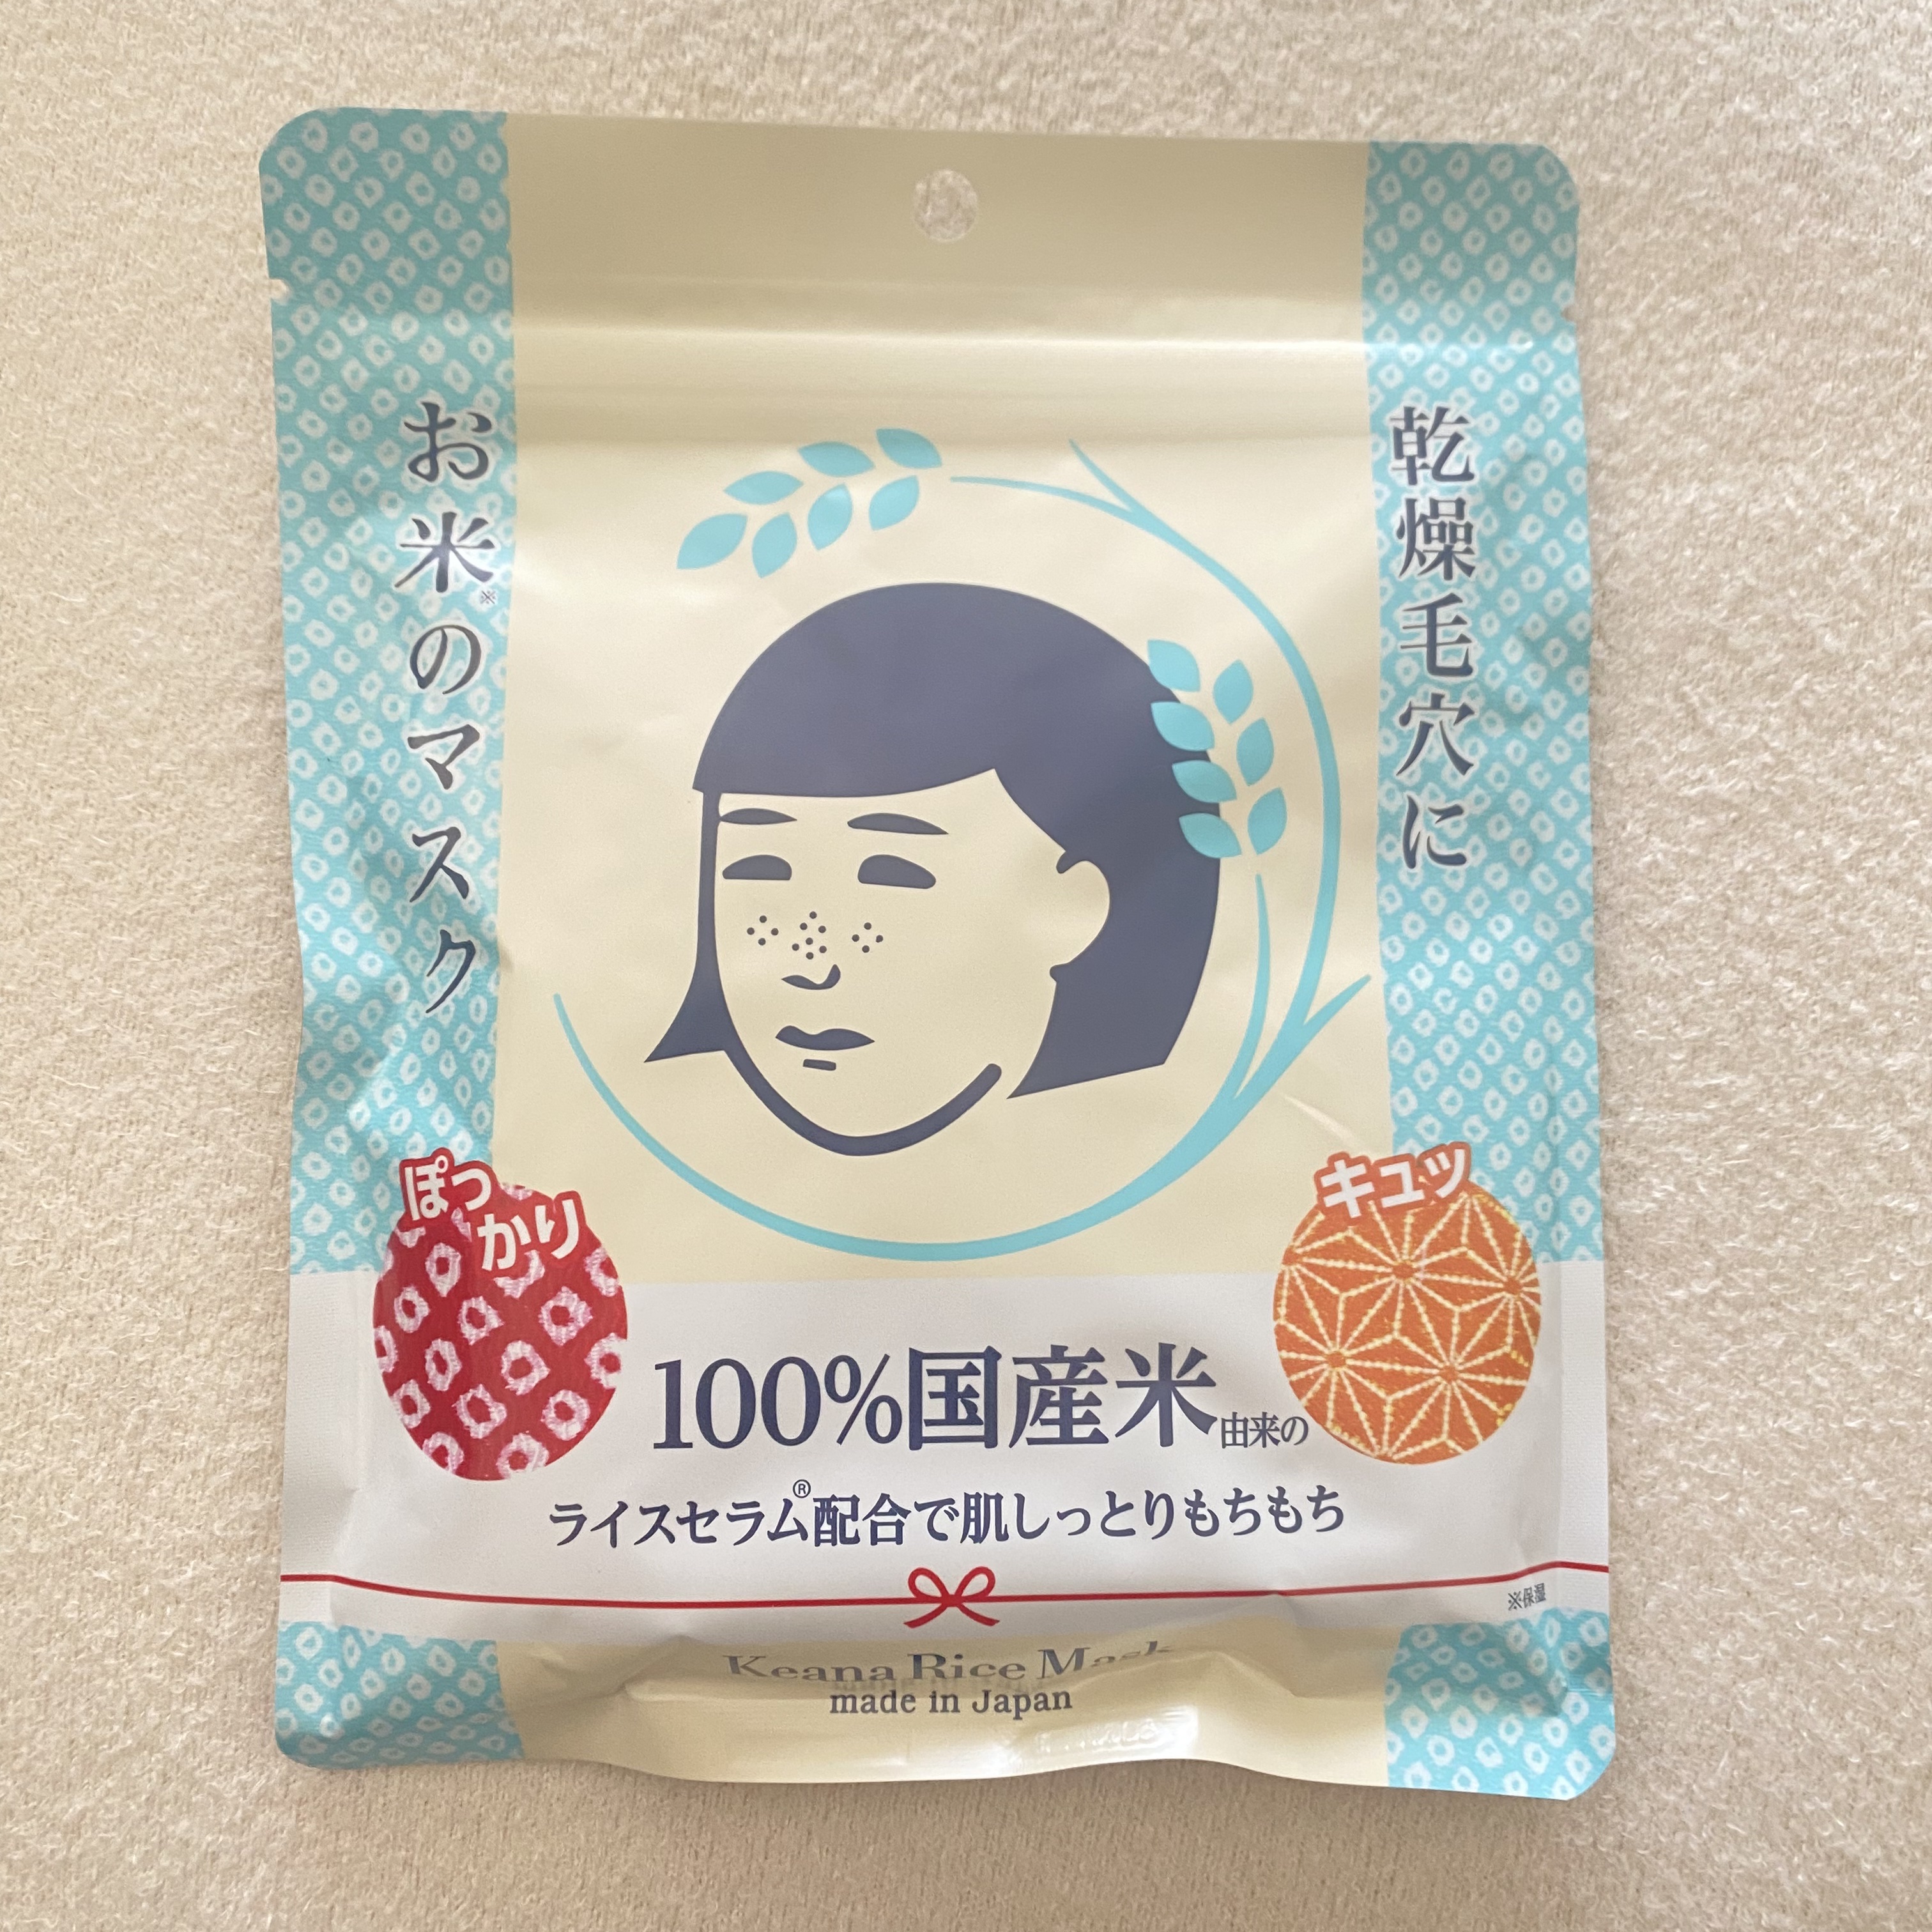 乾燥毛穴に
お米※のマスク
ぽっ
かり
キュッ
100%国産米由来の
ライスセラム®配合で肌しっとりもちもち
※保湿
Keana Rice Mask
made in Japan